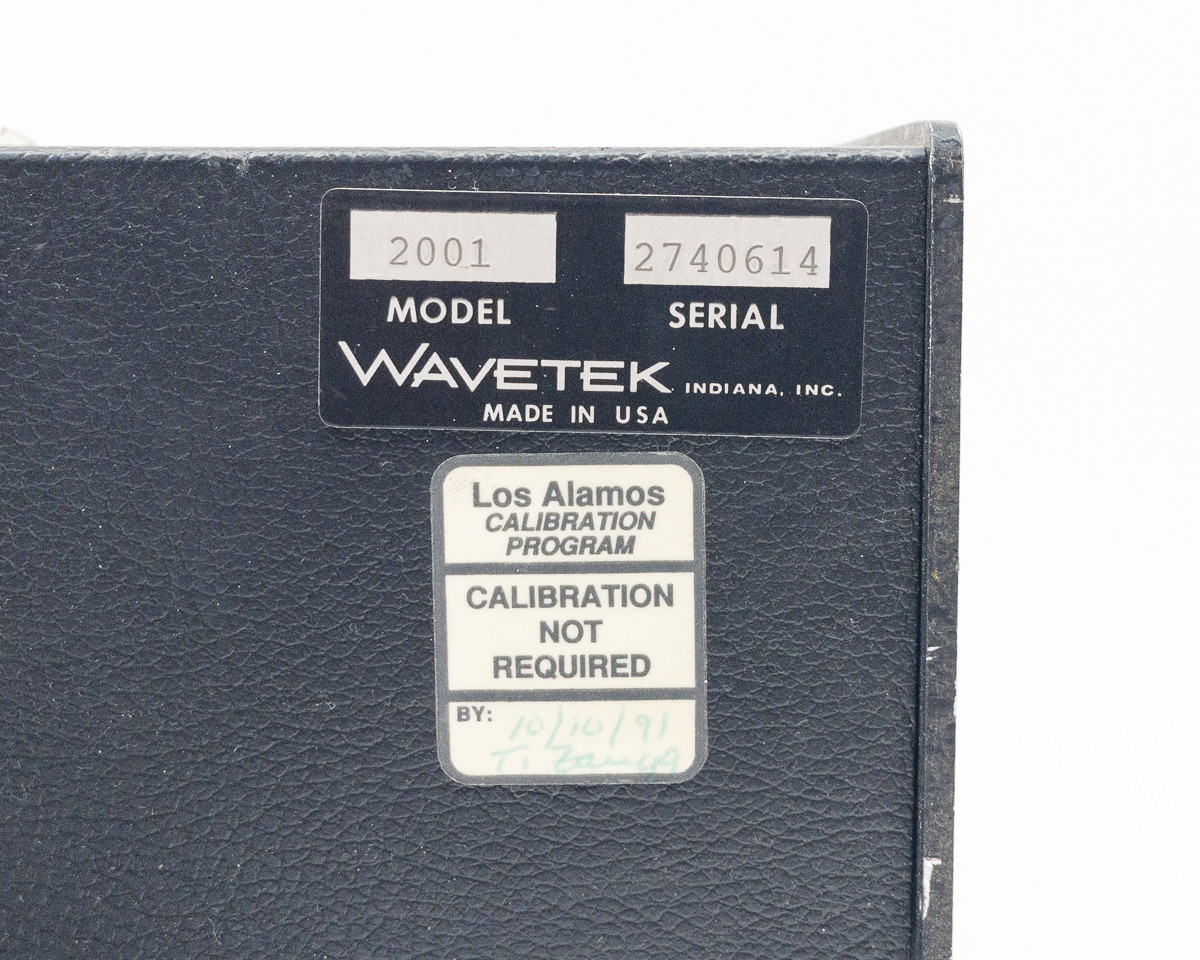 2001 2740614
MODEL SERIAL
WAVETEK INDIANA, INC.
MADE IN USA
Los Alamos
CALIBRATION
PROGRAM
CALIBRATION
NOT
REQUIRED
BY: 10/10/91
T.